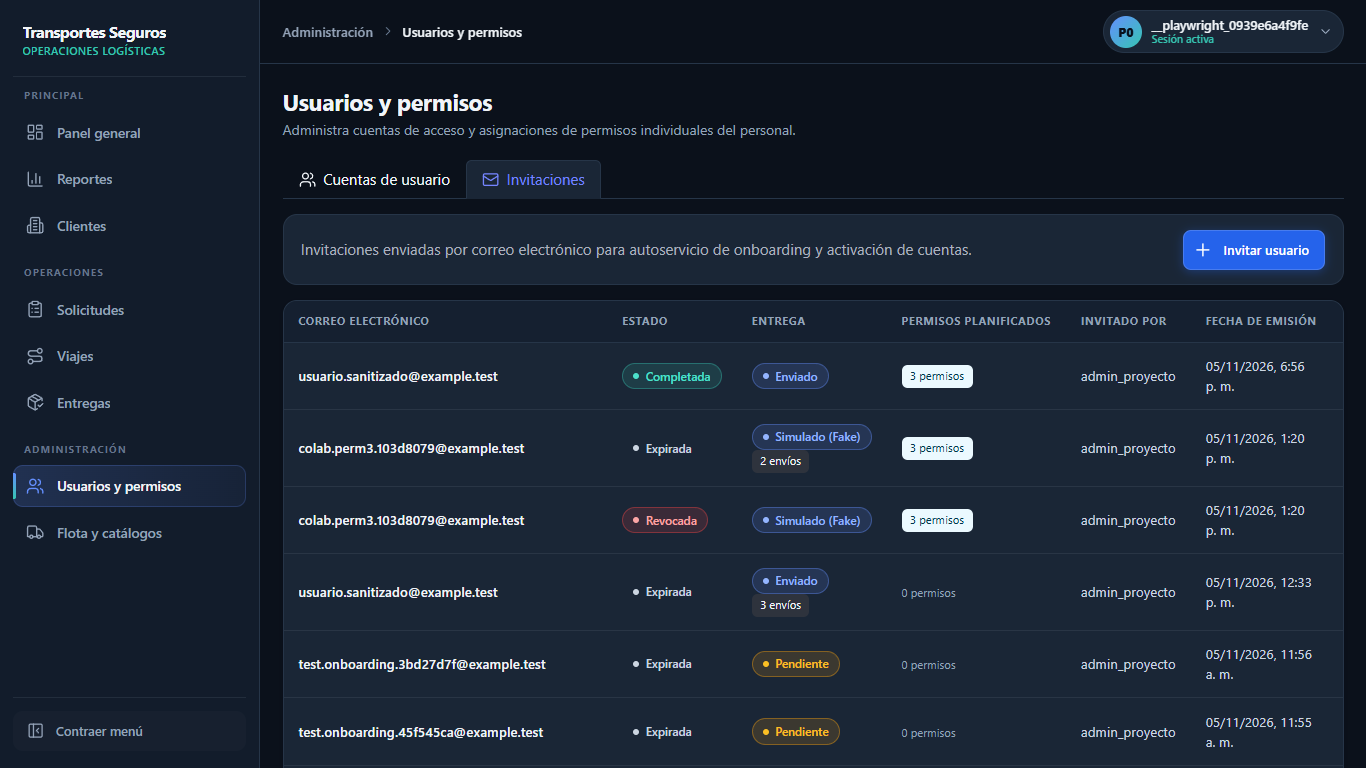 Transportes Seguros
OPERACIONES LOGÍSTICAS
PRINCIPAL
Panel general
Reportes
Clientes
OPERACIONES
Solicitudes
Viajes
Entregas
ADMINISTRACIÓN
Usuarios y permisos
Flota y catálogos
Contraer menú
Administración > Usuarios y permisos
P0
__playwright_0939e6a4f9fe
Sesión activa
Usuarios y permisos
Administra cuentas de acceso y asignaciones de permisos individuales del personal.
Cuentas de usuario Invitaciones
Invitaciones enviadas por correo electrónico para autoservicio de onboarding y activación de cuentas.
Invitar usuario
CORREO ELECTRÓNICO ESTADO ENTREGA PERMISOS PLANIFICADOS INVITADO POR FECHA DE EMISIÓN
usuario.sanitizado@example.test Completada Enviado 3 permisos admin_proyecto 05/11/2026, 6:56
p. m.
colab.perm3.103d8079@example.test Expirada Simulado (Fake) 3 permisos admin_proyecto 05/11/2026, 1:20
2 envíos p. m.
colab.perm3.103d8079@example.test Revocada Simulado (Fake) 3 permisos admin_proyecto 05/11/2026, 1:20
p. m.
usuario.sanitizado@example.test Expirada Enviado 0 permisos admin_proyecto 05/11/2026, 12:33
3 envíos p. m.
test.onboarding.3bd27d7f@example.test Expirada Pendiente 0 permisos admin_proyecto 05/11/2026, 11:56
a. m.
test.onboarding.45f545ca@example.test Expirada Pendiente 0 permisos admin_proyecto 05/11/2026, 11:55
a. m.